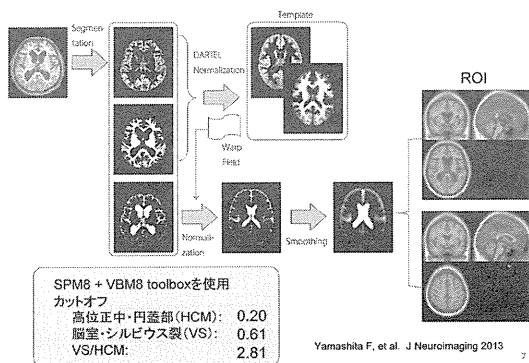 Template
Segmen-
tation
DARTEL
Normalization
ROI
Warp
Field
Normali-
zation
Smoothing
SPM8 + VBM8 toolboxを使用
カットオフ
高位正中・円蓋部(HCM): 0.20
脳室・シルビウス裂(VS): 0.61
VS/HCM: 2.81
Yamashita F, et al. J Neuroimaging 2013